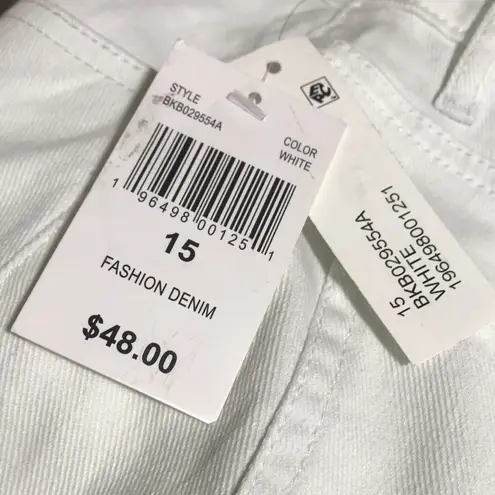 STYLE
BKB029554A
COLOR
WHITE
1 96498 00125 1
15
FASHION DENIM
$48.00
15
BKB029554A
WHITE
196498001251